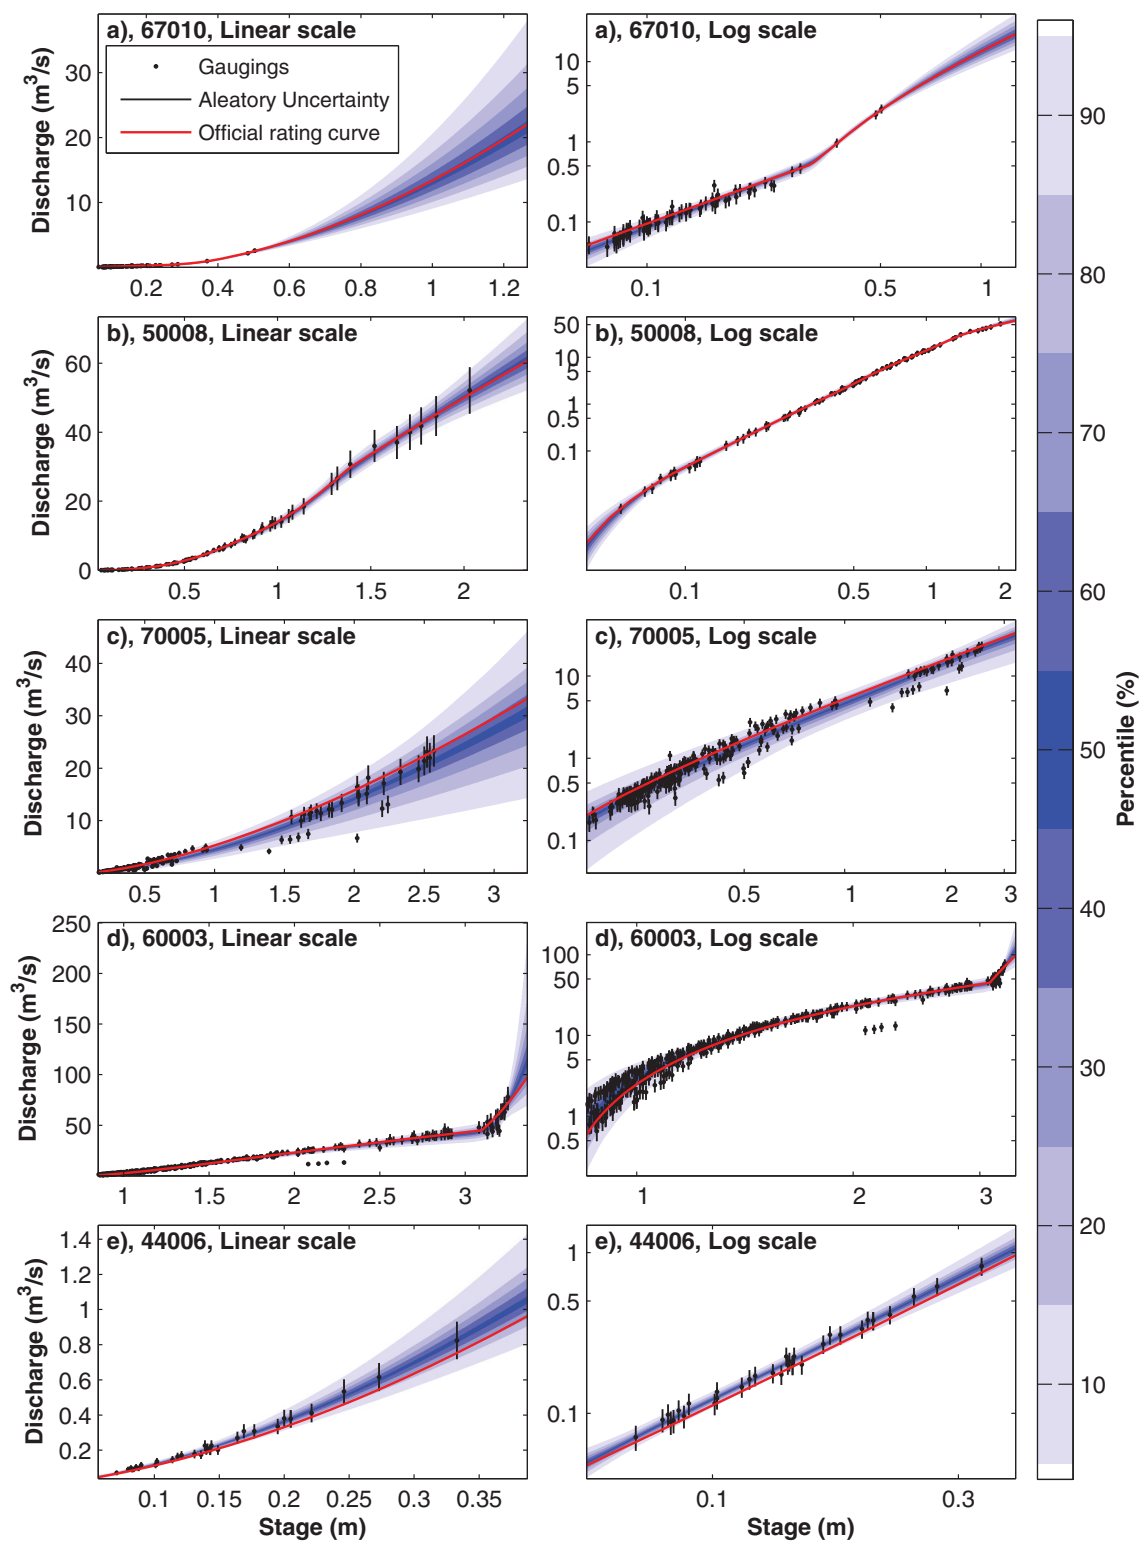 a), 67010, Linear scale
Gaugings
Aleatory Uncertainty
Official rating curve
Discharge (m³/s)
30
20
10
0.2 0.4 0.6 0.8 1 1.2
a), 67010, Log scale
10
5
1
0.5
0.1
0.1 0.5 1
b), 50008, Linear scale
Discharge (m³/s)
60
40
20
0
0.5 1 1.5 2
b), 50008, Log scale
50
10
5
1
0.5
0.1
0.1 0.5 1 2
c), 70005, Linear scale
Discharge (m³/s)
40
30
20
10
0.5 1 1.5 2 2.5 3
c), 70005, Log scale
10
5
1
0.5
0.1
0.5 1 2 3
d), 60003, Linear scale
Discharge (m³/s)
250
200
150
100
50
1 1.5 2 2.5 3
d), 60003, Log scale
100
50
10
5
1
0.5
1 2 3
e), 44006, Linear scale
Discharge (m³/s)
1.4
1.2
1
0.8
0.6
0.4
0.2
0.1 0.15 0.2 0.25 0.3 0.35
Stage (m)
e), 44006, Log scale
1
0.5
0.1
0.1 0.3
Stage (m)
90
80
70
60
50
40
30
20
10
Percentile (%)